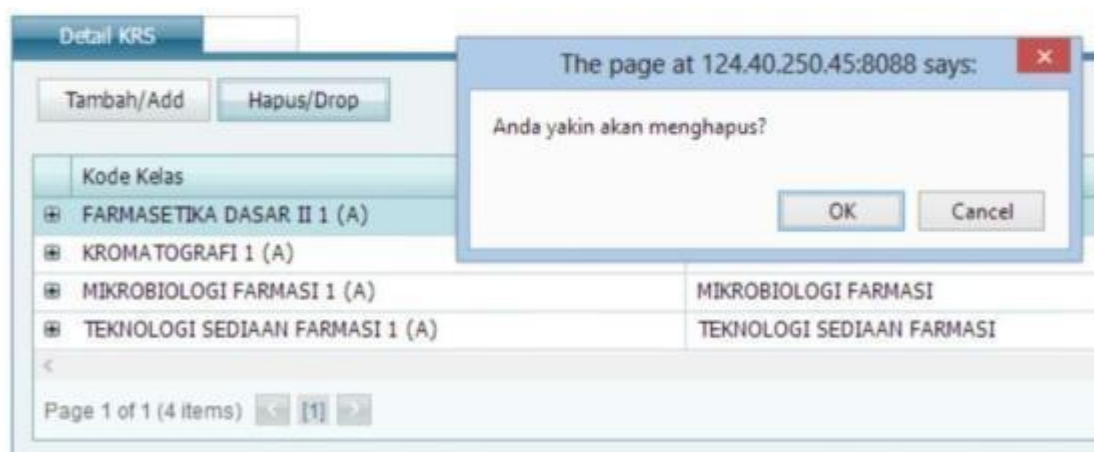 Detail KRS
The page at 124.40.250.45:8088 says:
Tambah/Add Hapus/Drop
Anda yakin akan menghapus?
OK Cancel
Kode Kelas
FARMASETIKA DASAR II 1 (A)
KROMATOGRAFI 1 (A)
MIKROBIOLOGI FARMASI 1 (A) MIKROBIOLOGI FARMASI
TEKNOLOGI SEDIAAN FARMASI 1 (A) TEKNOLOGI SEDIAAN FARMASI
Page 1 of 1 (4 items) [1]